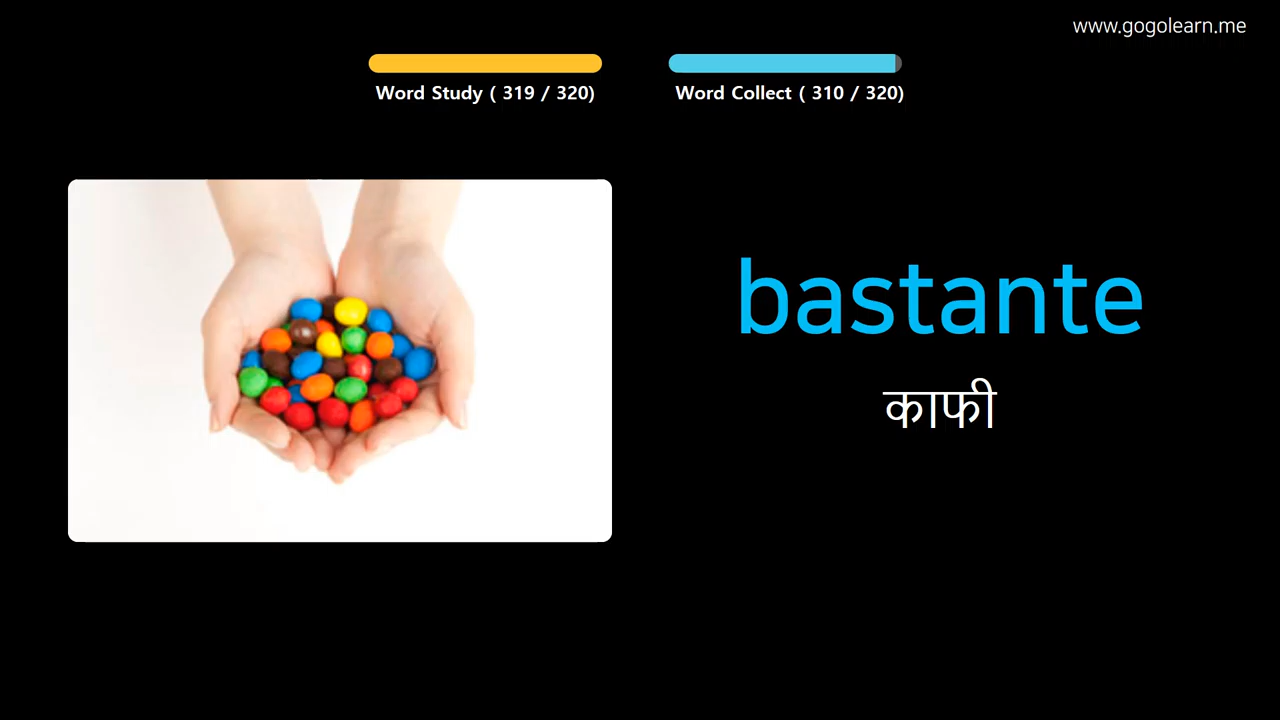 www.gogolearn.me
Word Study ( 319 / 320)
Word Collect ( 310 / 320)
bastante
काफी